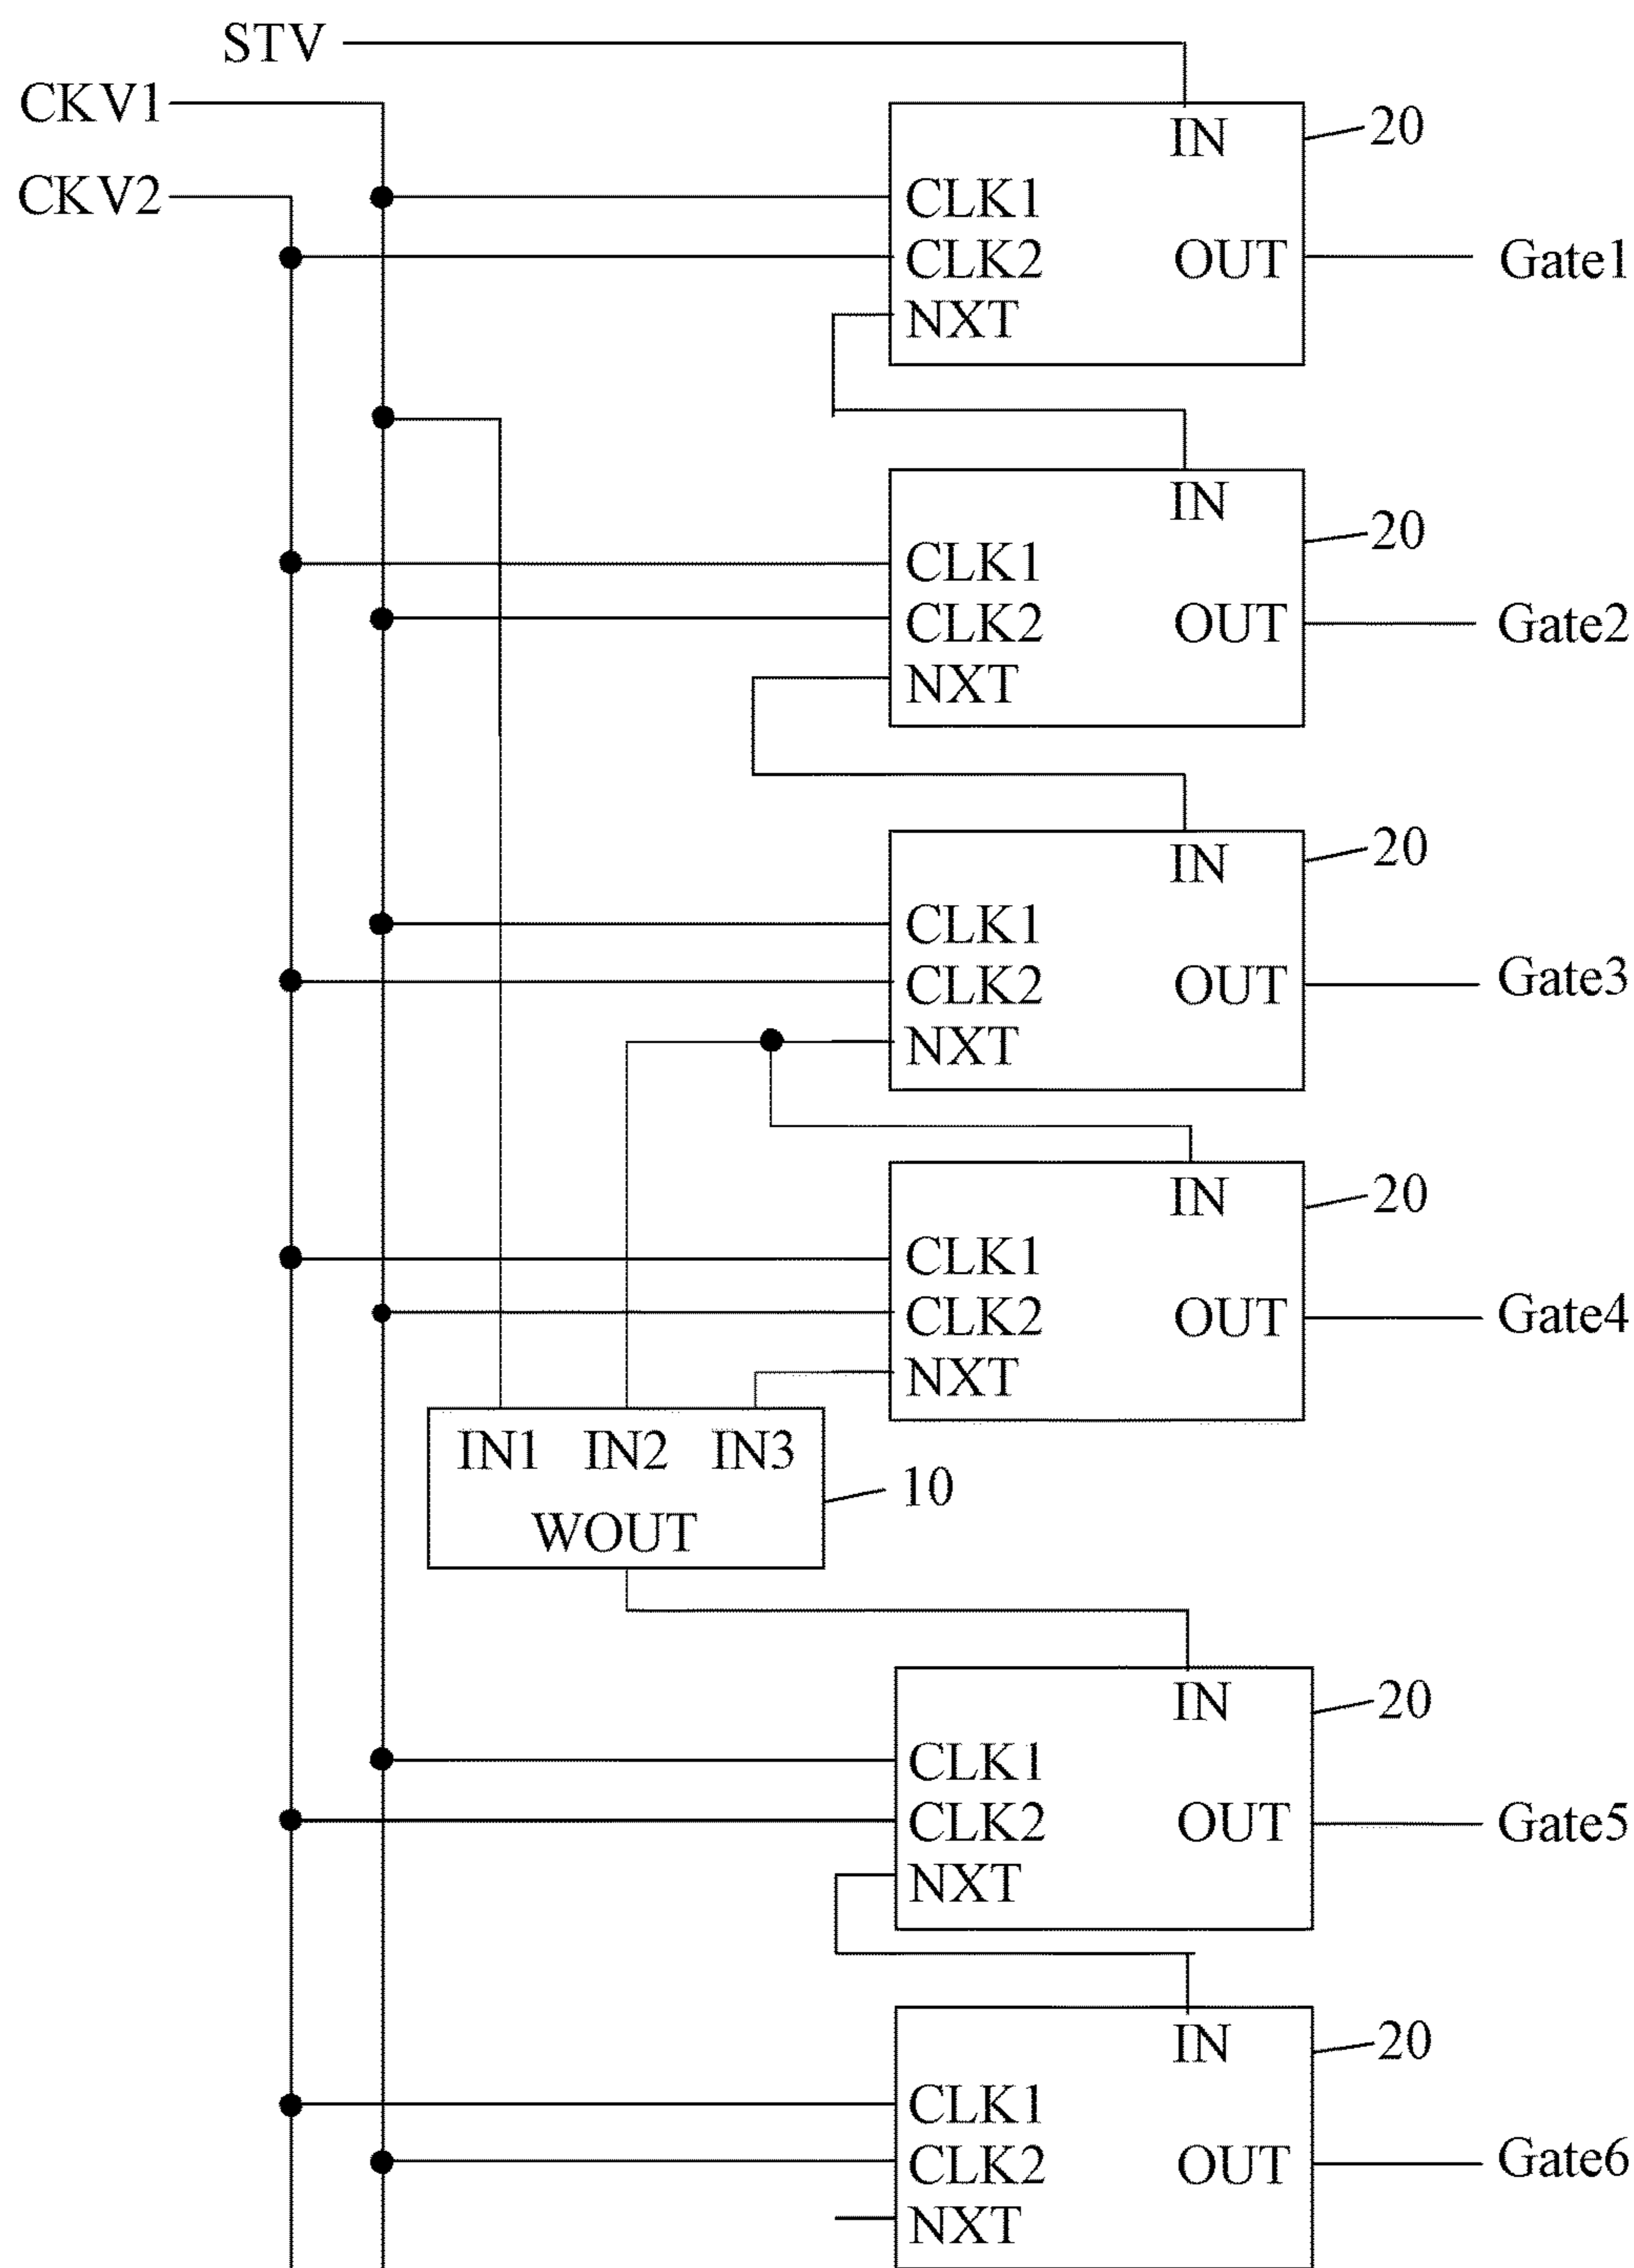 STV
CKV1
CKV2
IN
20
CLK1
CLK2
OUT
Gate1
NXT
IN
20
CLK1
CLK2
OUT
Gate2
NXT
IN
20
CLK1
CLK2
OUT
Gate3
NXT
IN
20
CLK1
CLK2
OUT
Gate4
NXT
IN1 IN2 IN3
10
WOUT
IN
20
CLK1
CLK2
OUT
Gate5
NXT
IN
20
CLK1
CLK2
OUT
Gate6
NXT